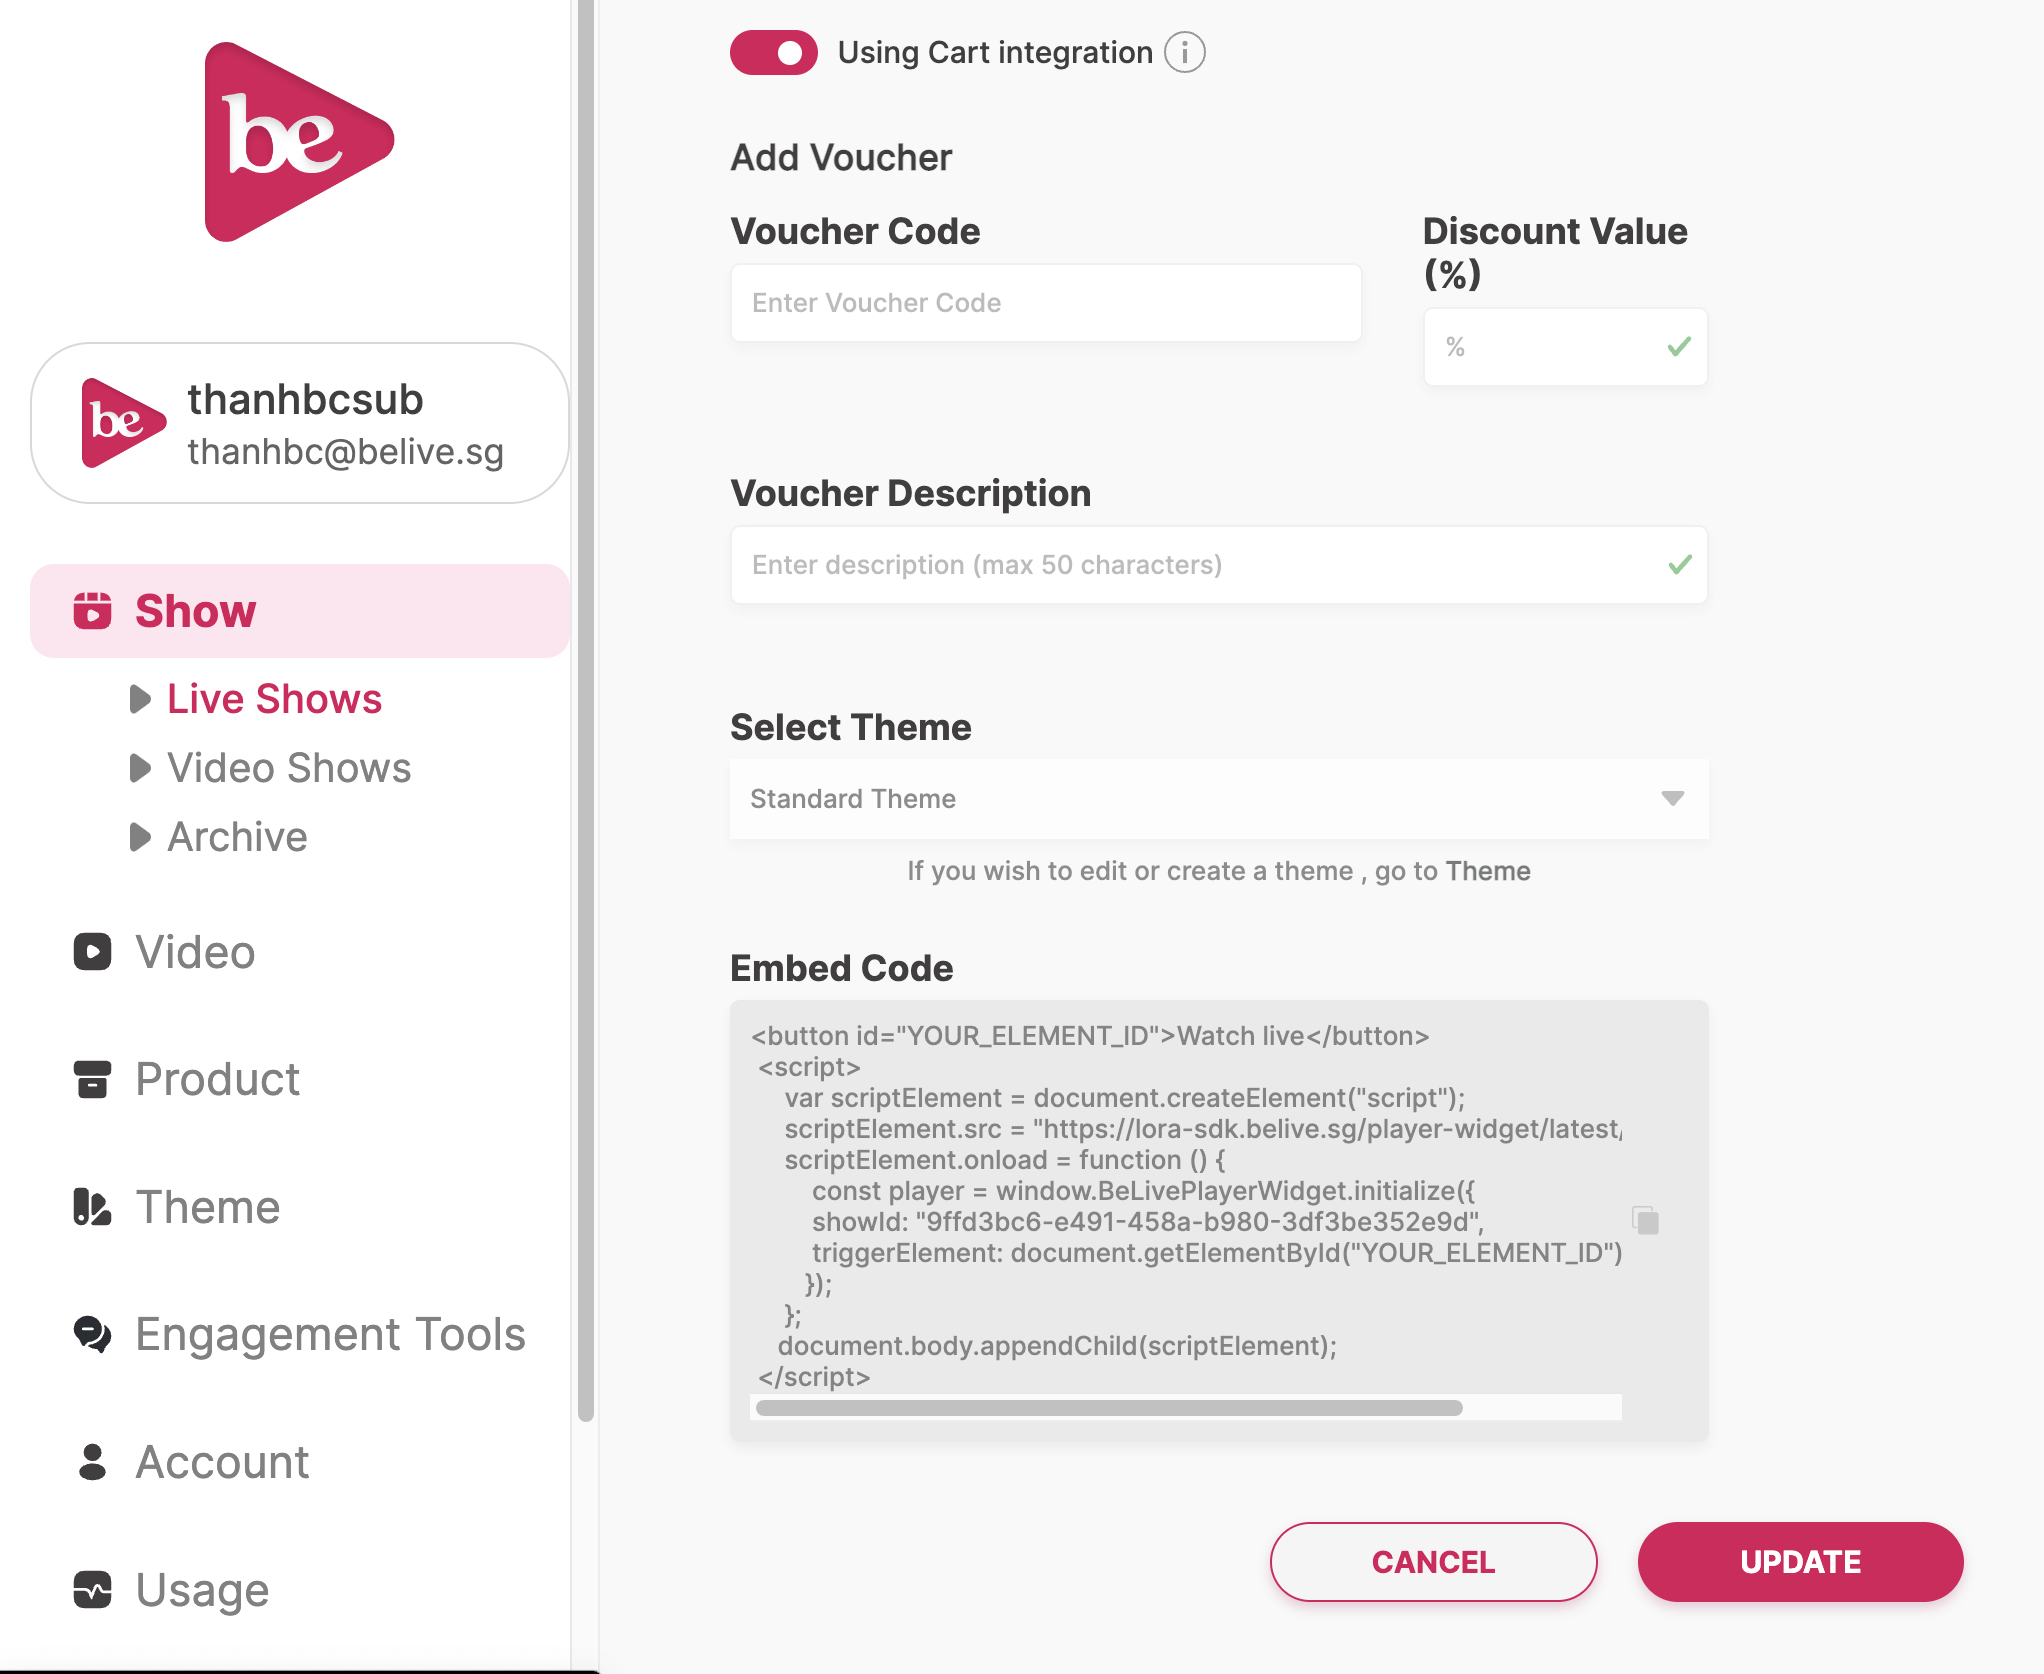 be
thanhbcsub
thanhbc@belive.sg
Show
Live Shows
Video Shows
Archive
Video
Product
Theme
Engagement Tools
Account
Usage
Using Cart integration
Add Voucher
Voucher Code
Enter Voucher Code
Discount Value
(%)
%
Voucher Description
Enter description (max 50 characters)
Select Theme
Standard Theme
If you wish to edit or create a theme , go to Theme
Embed Code
<button id="YOUR_ELEMENT_ID">Watch live</button>
<script>
var scriptElement = document.createElement("script");
scriptElement.src = "https://lora-sdk.belive.sg/player-widget/latest/
scriptElement.onload = function () {
const player = window.BeLivePlayerWidget.initialize({
showId: "9ffd3bc6-e491-458a-b980-3df3be352e9d",
triggerElement: document.getElementById("YOUR_ELEMENT_ID")
});
};
document.body.appendChild(scriptElement);
</script>
CANCEL
UPDATE